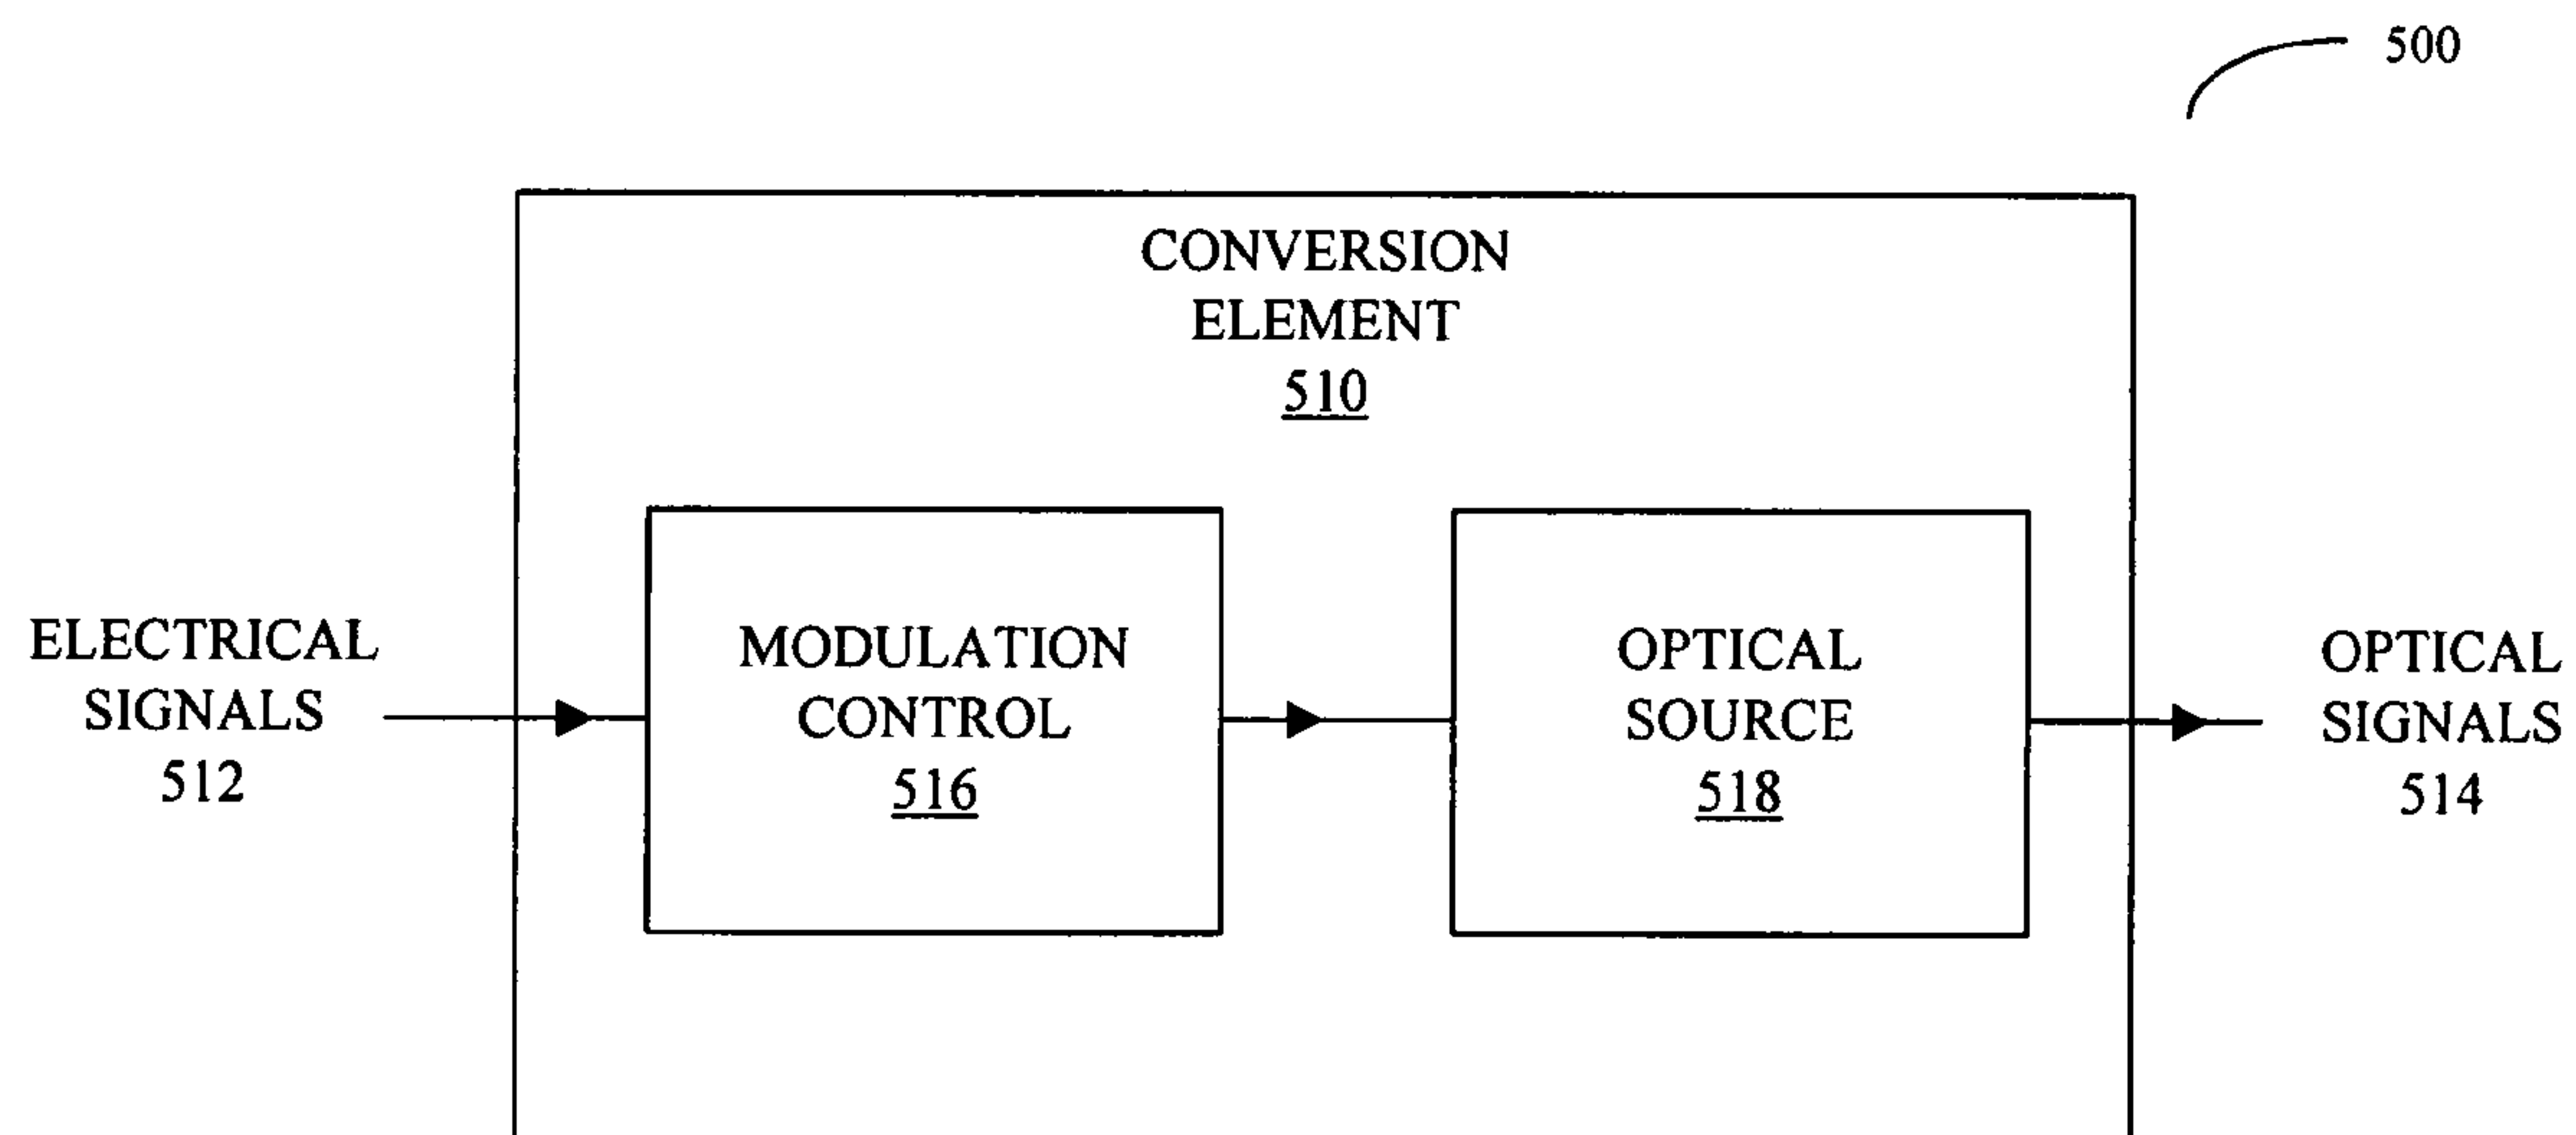 500
CONVERSION
ELEMENT
510
ELECTRICAL
SIGNALS
512
MODULATION
CONTROL
516
OPTICAL
SOURCE
518
OPTICAL
SIGNALS
514